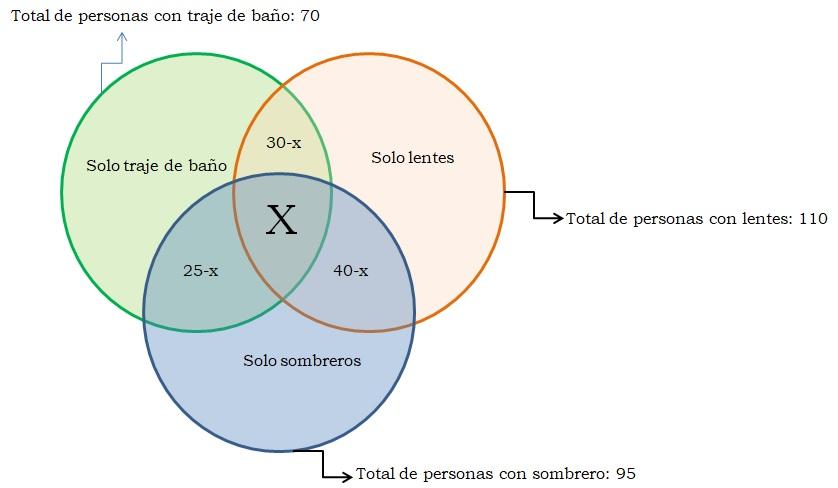 Total de personas con traje de baño: 70
30-x
Solo traje de baño
Solo lentes
X
Total de personas con lentes: 110
25-x
40-x
Solo sombreros
Total de personas con sombrero: 95